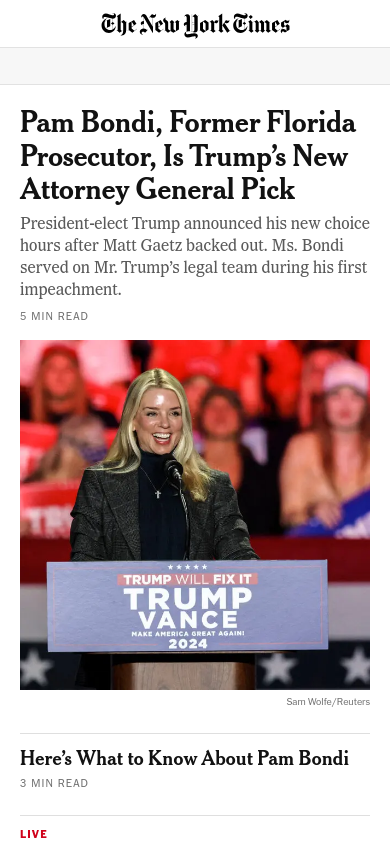 The New York Times
Pam Bondi, Former Florida
Prosecutor, Is Trump’s New
Attorney General Pick
President-elect Trump announced his new choice
hours after Matt Gaetz backed out. Ms. Bondi
served on Mr. Trump’s legal team during his first
impeachment.
5 MIN READ
TRUMP WILL FIX IT
TRUMP
VANCE
MAKE AMERICA GREAT AGAIN!
2024
Sam Wolfe/Reuters
Here’s What to Know About Pam Bondi
3 MIN READ
LIVE